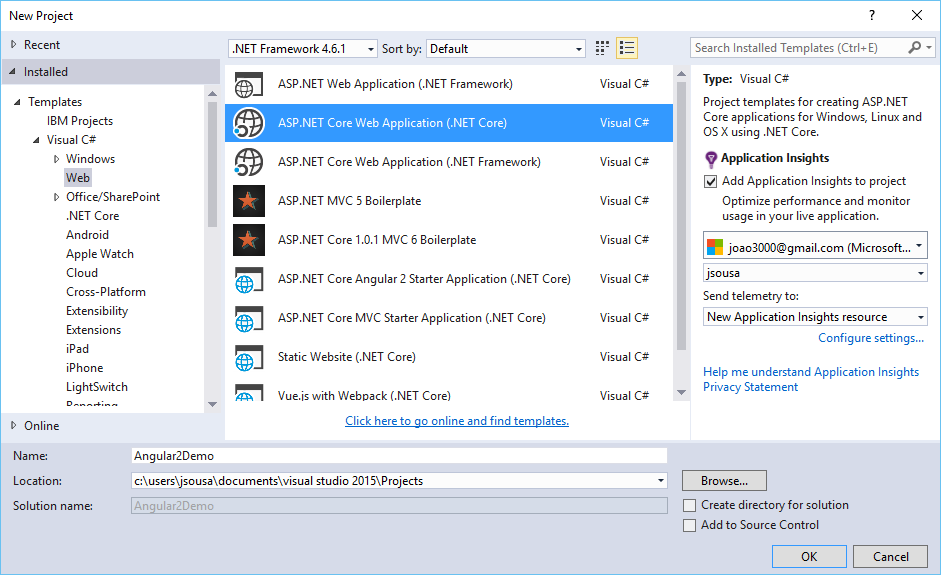 New Project
?
Recent
.NET Framework 4.6.1
Sort by:
Default
Search Installed Templates (Ctrl+E)
Installed
Templates
IBM Projects
Visual C#
Windows
Web
Office/SharePoint
.NET Core
Android
Apple Watch
Cloud
Cross-Platform
Extensibility
Extensions
iPad
iPhone
LightSwitch
Reporting
Online
ASP.NET Web Application (.NET Framework) Visual C#
ASP.NET Core Web Application (.NET Core) Visual C#
ASP.NET Core Web Application (.NET Framework) Visual C#
ASP.NET MVC 5 Boilerplate Visual C#
ASP.NET Core 1.0.1 MVC 6 Boilerplate Visual C#
ASP.NET Core Angular 2 Starter Application (.NET Core) Visual C#
ASP.NET Core MVC Starter Application (.NET Core) Visual C#
Static Website (.NET Core) Visual C#
Vue.js with Webpack (.NET Core) Visual C#
Click here to go online and find templates.
Type: Visual C#
Project templates for creating ASP.NET
Core applications for Windows, Linux and
OS X using .NET Core.
Application Insights
Add Application Insights to project
Optimize performance and monitor
usage in your live application.
joao3000@gmail.com (Microsoft...
jsousa
Send telemetry to:
New Application Insights resource
Configure settings...
Help me understand Application Insights
Privacy Statement
Name: Angular2Demo
Location: c:\users\jsousa\documents\visual studio 2015\Projects
Browse...
Solution name: Angular2Demo
Create directory for solution
Add to Source Control
OK
Cancel